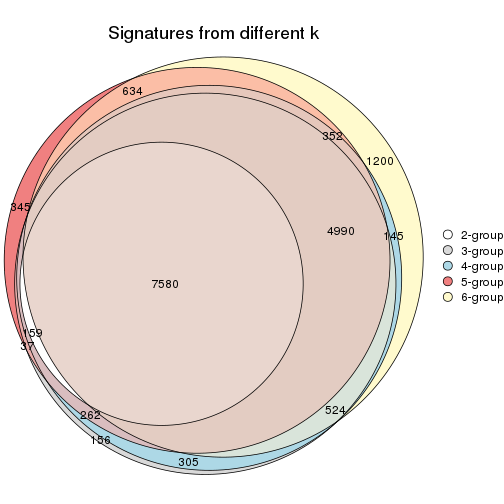 Signatures from different k
634
352
1200
345
4990
145
2-group
3-group
4-group
5-group
6-group
7580
159
37
262
524
156
305